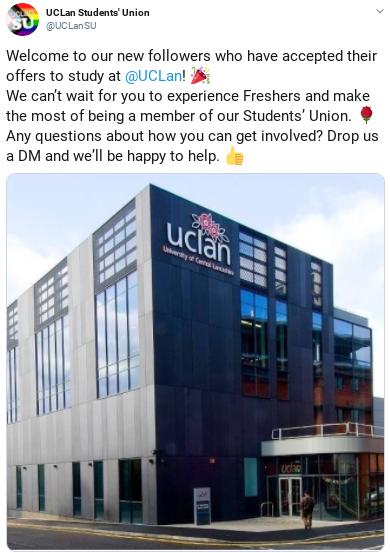 UCLan Students' Union
@UCLanSU
Welcome to our new followers who have accepted their
offers to study at @UCLan! 🎉
We can’t wait for you to experience Freshers and make
the most of being a member of our Students’ Union. 🌹
Any questions about how you can get involved? Drop us
a DM and we’ll be happy to help. 👍
uclan
University of Central Lancashire
uclan
uclan